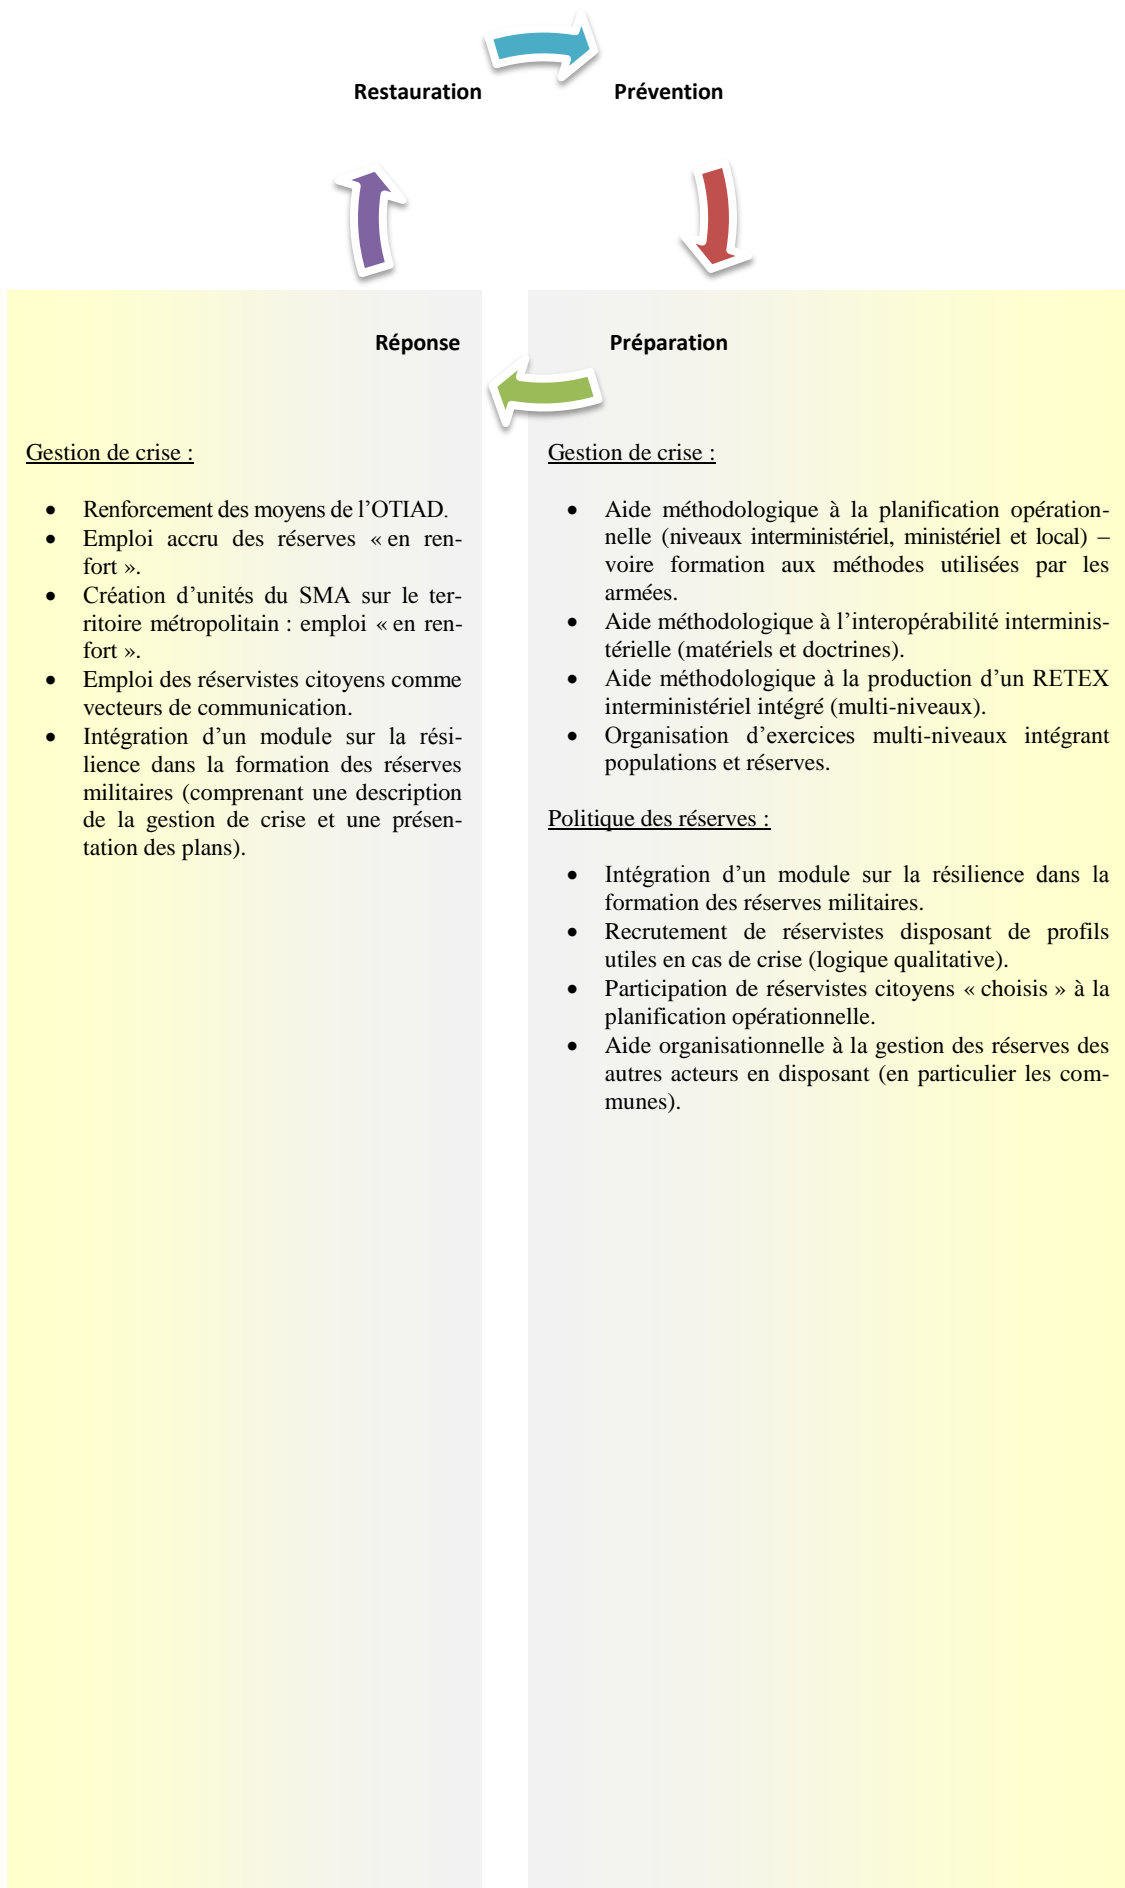 Restauration
Prévention
Réponse
Préparation
Gestion de crise :
• Renforcement des moyens de l’OTIAD.
• Emploi accru des réserves « en ren-
fort ».
• Création d’unités du SMA sur le ter-
ritoire métropolitain : emploi « en ren-
fort ».
• Emploi des réservistes citoyens comme
vecteurs de communication.
• Intégration d’un module sur la rési-
lience dans la formation des réserves
militaires (comprenant une description
de la gestion de crise et une présen-
tation des plans).
Gestion de crise :
• Aide méthodologique à la planification opération-
nelle (niveaux interministériel, ministériel et local) –
voire formation aux méthodes utilisées par les
armées.
• Aide méthodologique à l’interopérabilité interminis-
térielle (matériels et doctrines).
• Aide méthodologique à la production d’un RETEX
interministériel intégré (multi-niveaux).
• Organisation d’exercices multi-niveaux intégrant
populations et réserves.
Politique des réserves :
• Intégration d’un module sur la résilience dans la
formation des réserves militaires.
• Recrutement de réservistes disposant de profils
utiles en cas de crise (logique qualitative).
• Participation de réservistes citoyens « choisis » à la
planification opérationnelle.
• Aide organisationnelle à la gestion des réserves des
autres acteurs en disposant (en particulier les com-
munes).